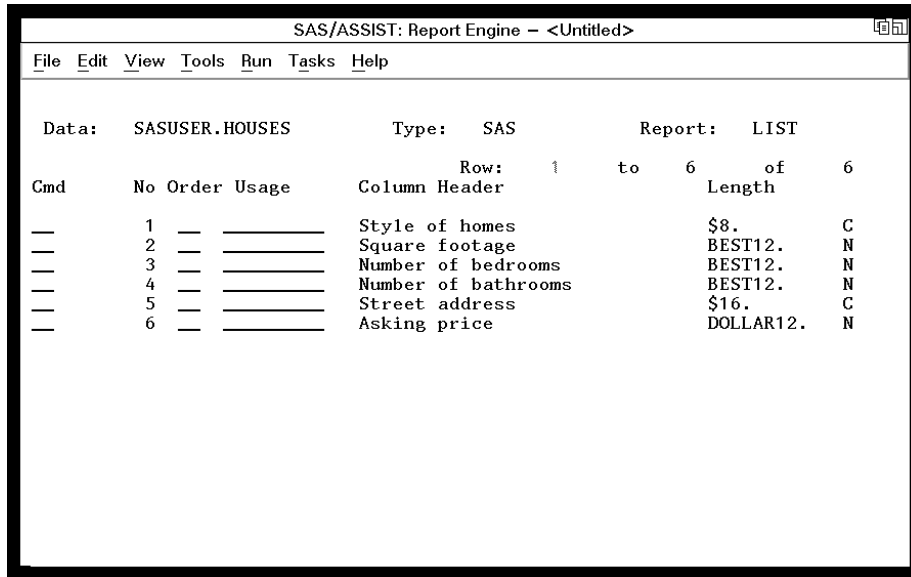 SAS/ASSIST: Report Engine – <Untitled>
File Edit View Tools Run Tasks Help
Data: SASUSER.HOUSES Type: SAS Report: LIST
Row: 1 to 6 of 6
Cmd No Order Usage Column Header Length
1 Style of homes $8. C
2 Square footage BEST12. N
3 Number of bedrooms BEST12. N
4 Number of bathrooms BEST12. N
5 Street address $16. C
6 Asking price DOLLAR12. N